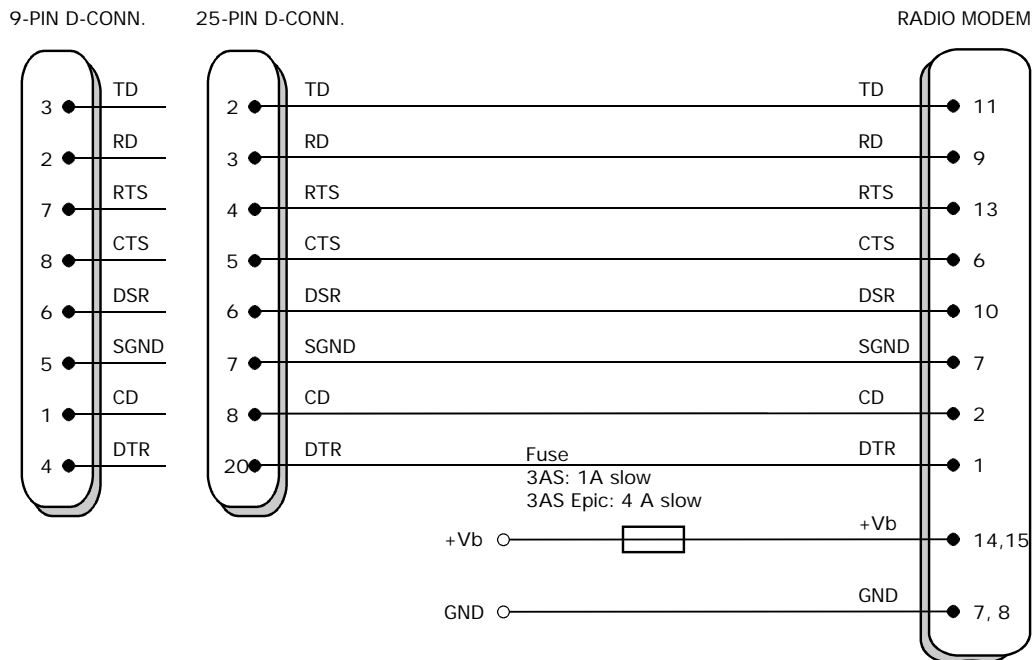 9-PIN D-CONN. 25-PIN D-CONN. RADIO MODEM
3 TD 2 TD TD 11
2 RD 3 RD RD 9
7 RTS 4 RTS RTS 13
8 CTS 5 CTS CTS 6
6 DSR 6 DSR DSR 10
5 SGND 7 SGND SGND 7
1 CD 8 CD CD 2
4 DTR 20 DTR DTR 1
Fuse
3AS: 1A slow
3AS Epic: 4 A slow
+Vb +Vb 14,15
GND GND 7, 8